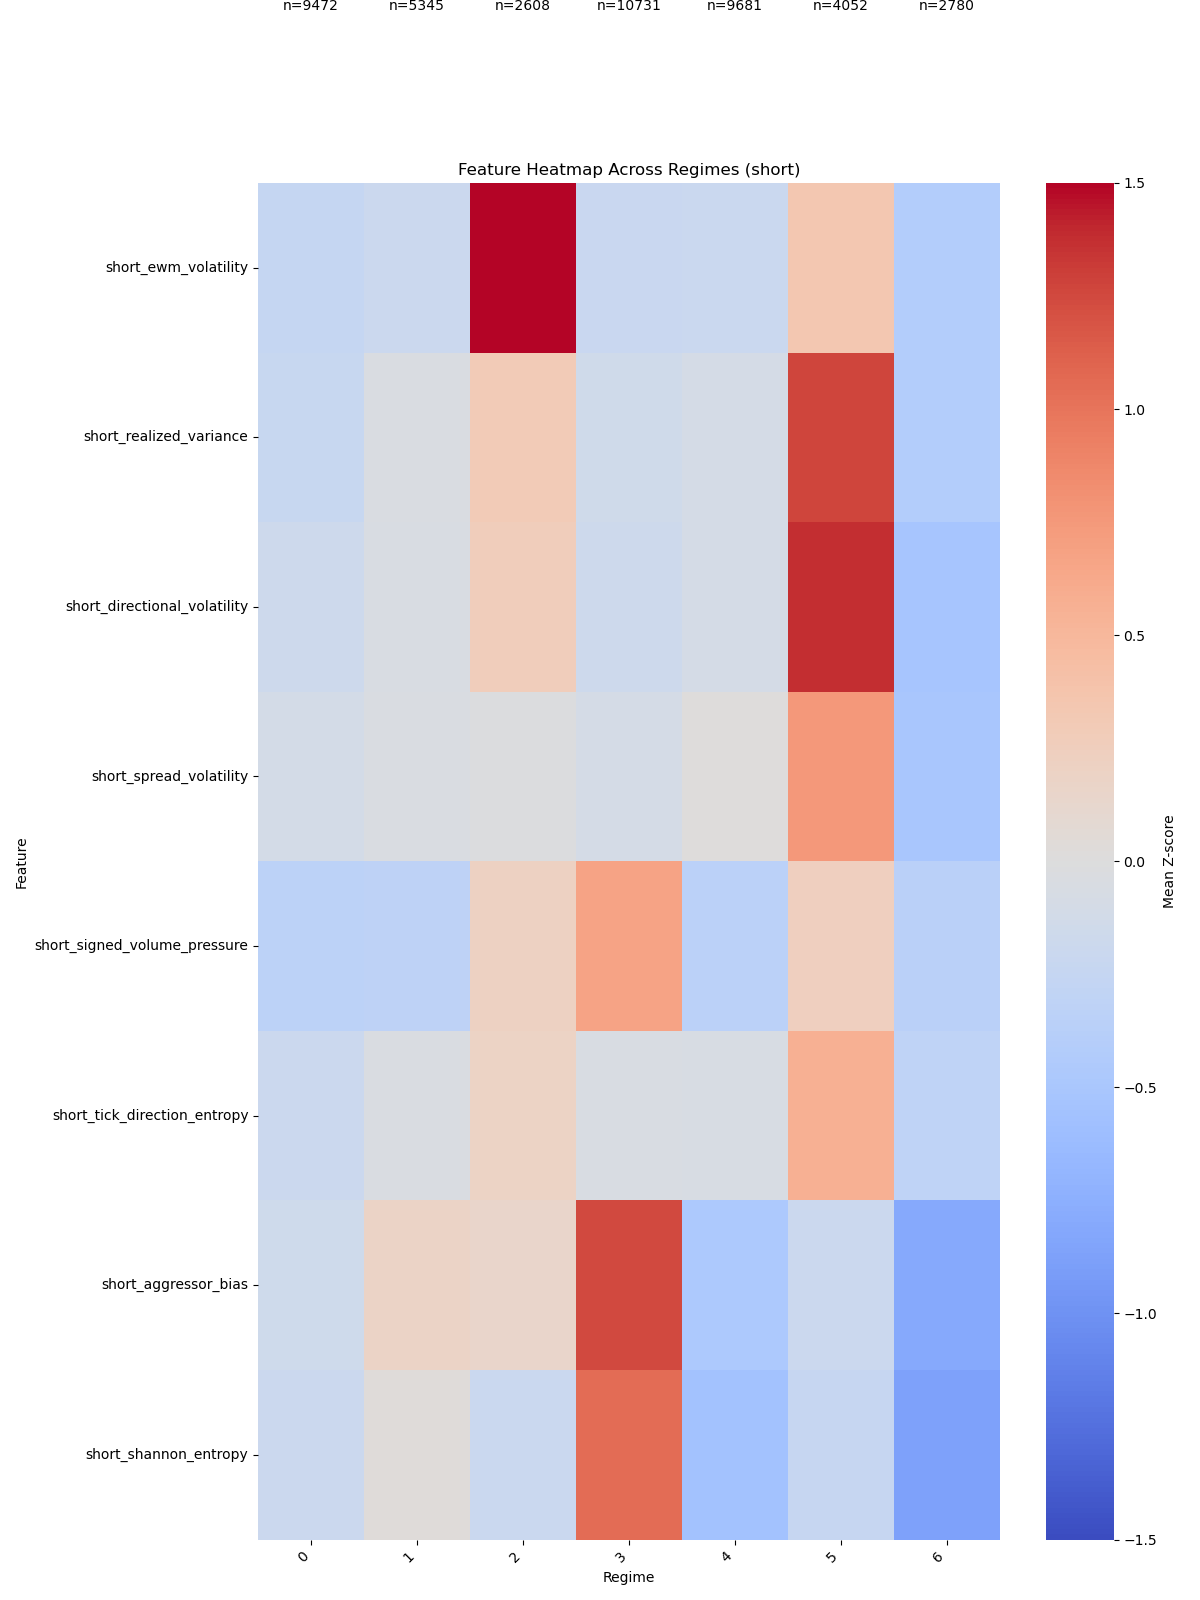 n=9472 n=5345 n=2608 n=10731 n=9681 n=4052 n=2780
Feature Heatmap Across Regimes (short)
short_ewm_volatility
short_realized_variance
short_directional_volatility
short_spread_volatility
short_signed_volume_pressure
short_tick_direction_entropy
short_aggressor_bias
short_shannon_entropy
Feature
0 1 2 3 4 5 6
Regime
1.5
1.0
0.5
0.0
−0.5
−1.0
−1.5
Mean Z-score